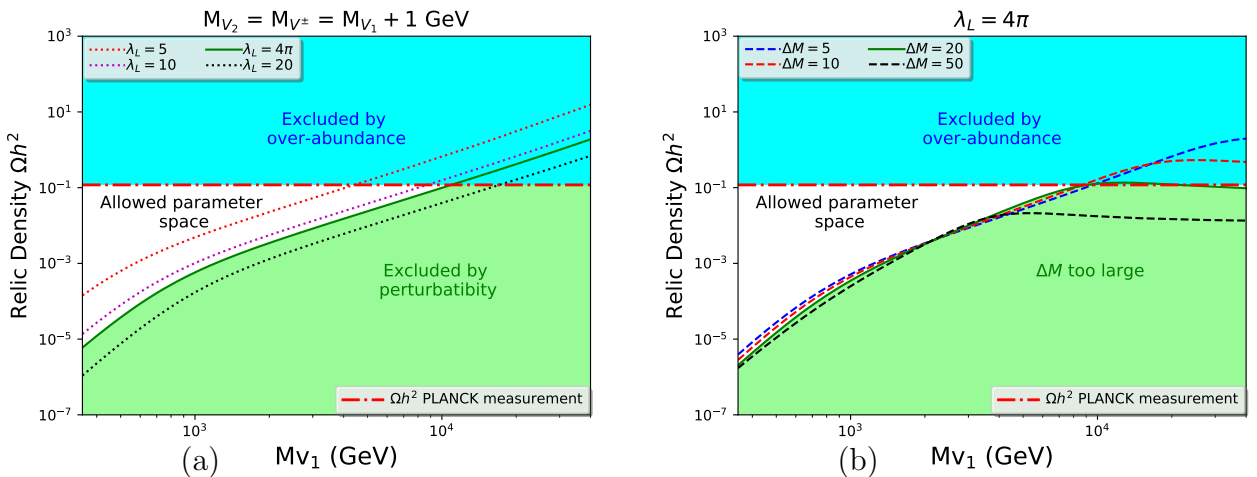 M_{V_2} = M_{V^±} = M_{V_1} + 1 GeV
10^3
10^1
10^{-1}
10^{-3}
10^{-5}
10^{-7}
Relic Density Ωh^2
λ_L = 5
λ_L = 4π
λ_L = 10
λ_L = 20
Excluded by
over-abundance
Allowed parameter
space
Excluded by
perturbatibity
Ωh^2 PLANCK measurement
10^3
10^4
(a)
Mv_1 (GeV)
λ_L = 4π
10^3
10^1
10^{-1}
10^{-3}
10^{-5}
10^{-7}
Relic Density Ωh^2
ΔM = 5
ΔM = 20
ΔM = 10
ΔM = 50
Excluded by
over-abundance
Allowed parameter
space
ΔM too large
Ωh^2 PLANCK measurement
10^3
10^4
(b)
Mv_1 (GeV)